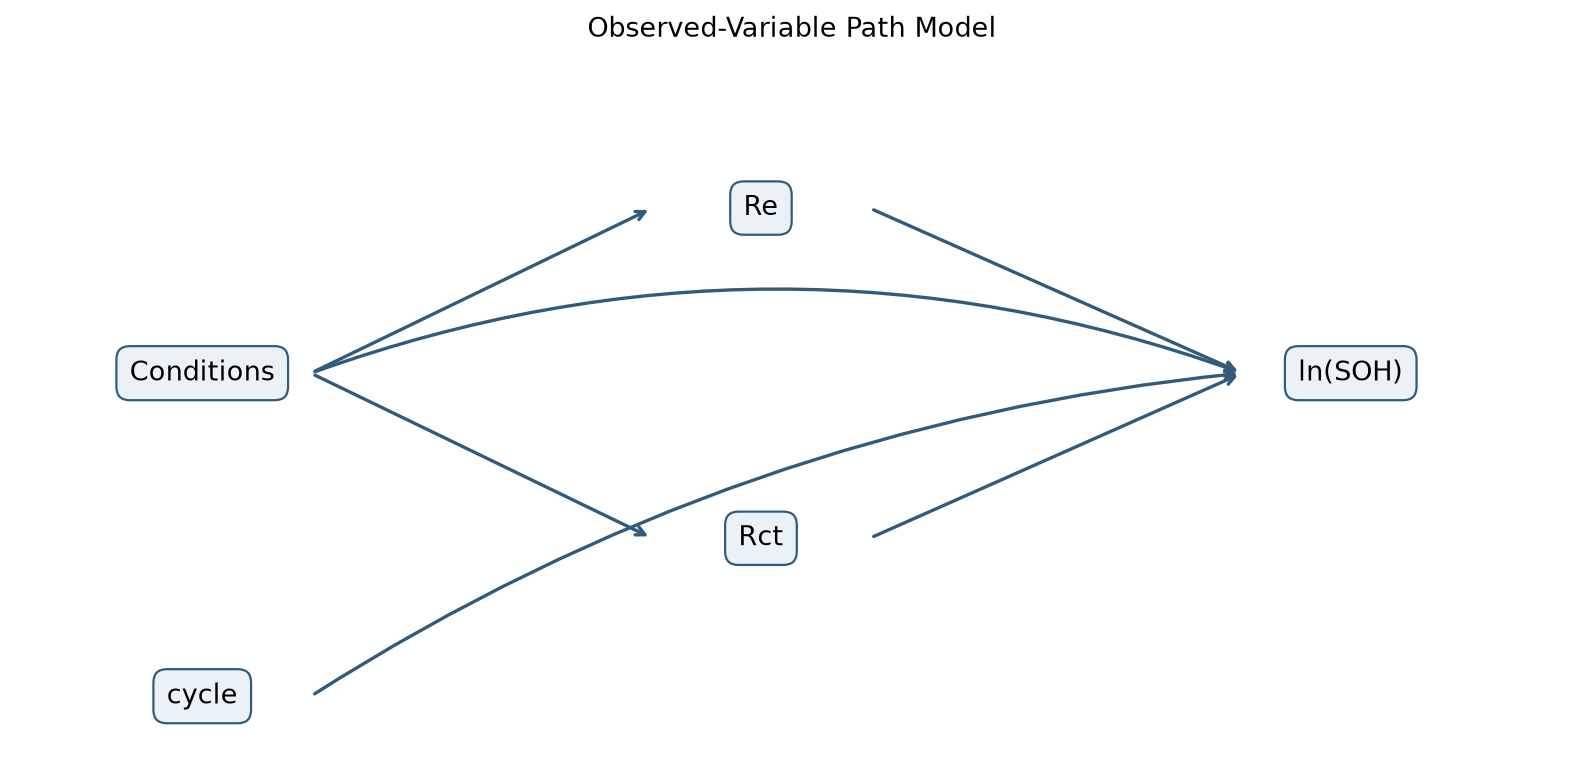 Observed-Variable Path Model
Re
Conditions
ln(SOH)
Rct
cycle